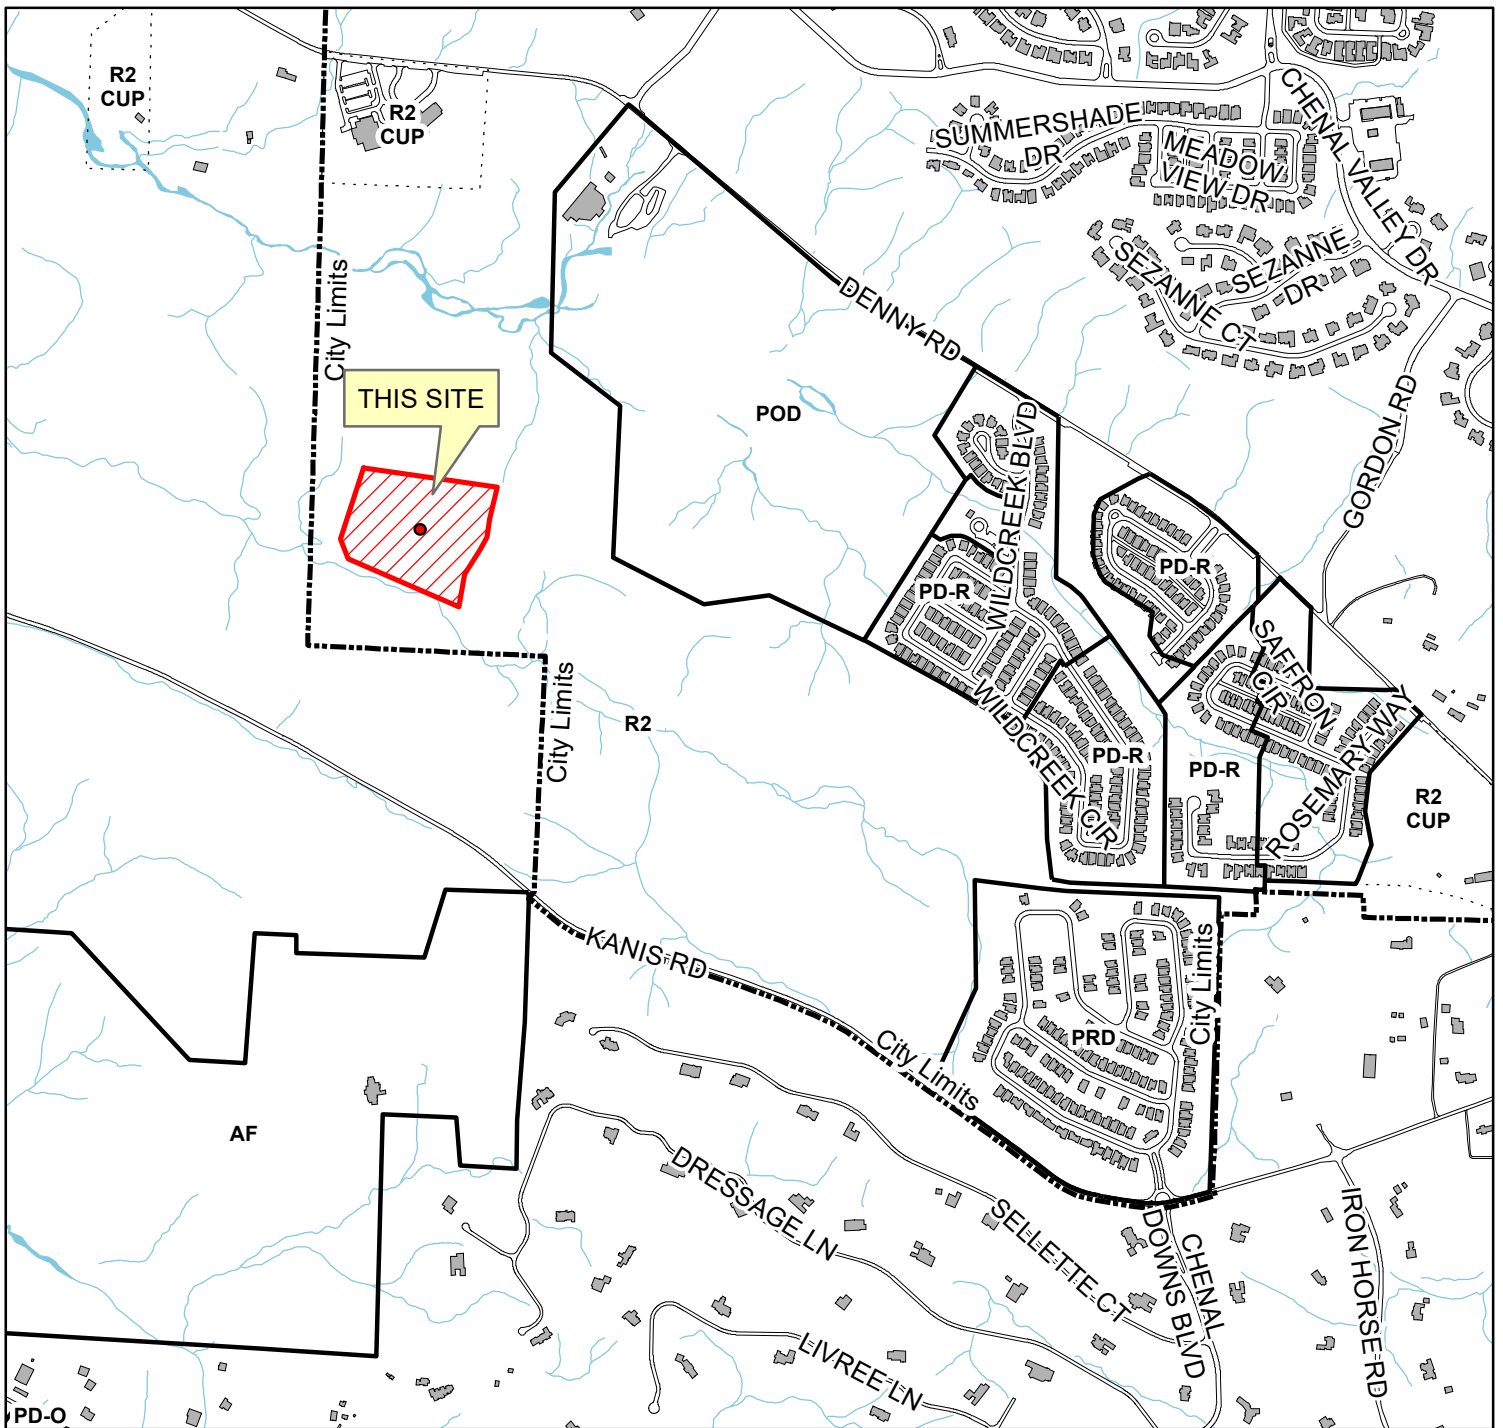 R2
CUP
R2
CUP
SUMMERSHADE
DR
MEADOW
VIEW DR
CHENAL VALLEY DR
SEZANNE
DR
SEZANNE CT
City Limits
DENNY RD
THIS SITE
POD
WILDCREEK BLVD
GORDON RD
PD-R
PD-R
SAFFRON
CIR
ROSEMARY WAY
City Limits
R2
WILDCREEK CIR
PD-R
PD-R
R2
CUP
KANIS RD
City Limits
City Limits
PRD
AF
DRESSAGE LN
SELLETTE CT
CHENAL
DOWNS BLVD
IRON HORSE RD
LIVREE LN
PD-O